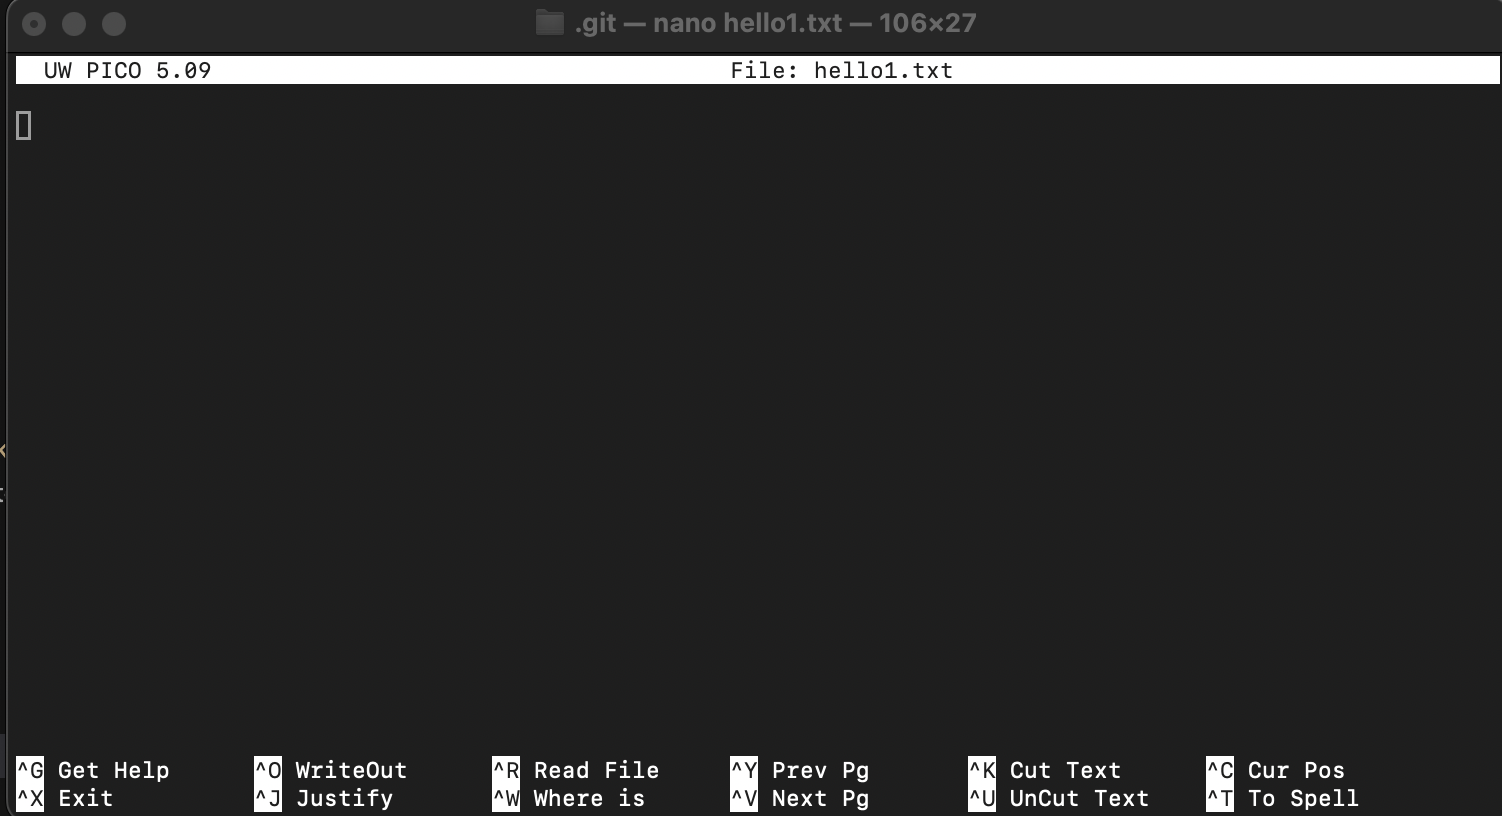 .git — nano hello1.txt — 106×27
UW PICO 5.09 File: hello1.txt
^G Get Help ^O WriteOut ^R Read File ^Y Prev Pg ^K Cut Text ^C Cur Pos
^X Exit ^J Justify ^W Where is ^V Next Pg ^U UnCut Text ^T To Spell